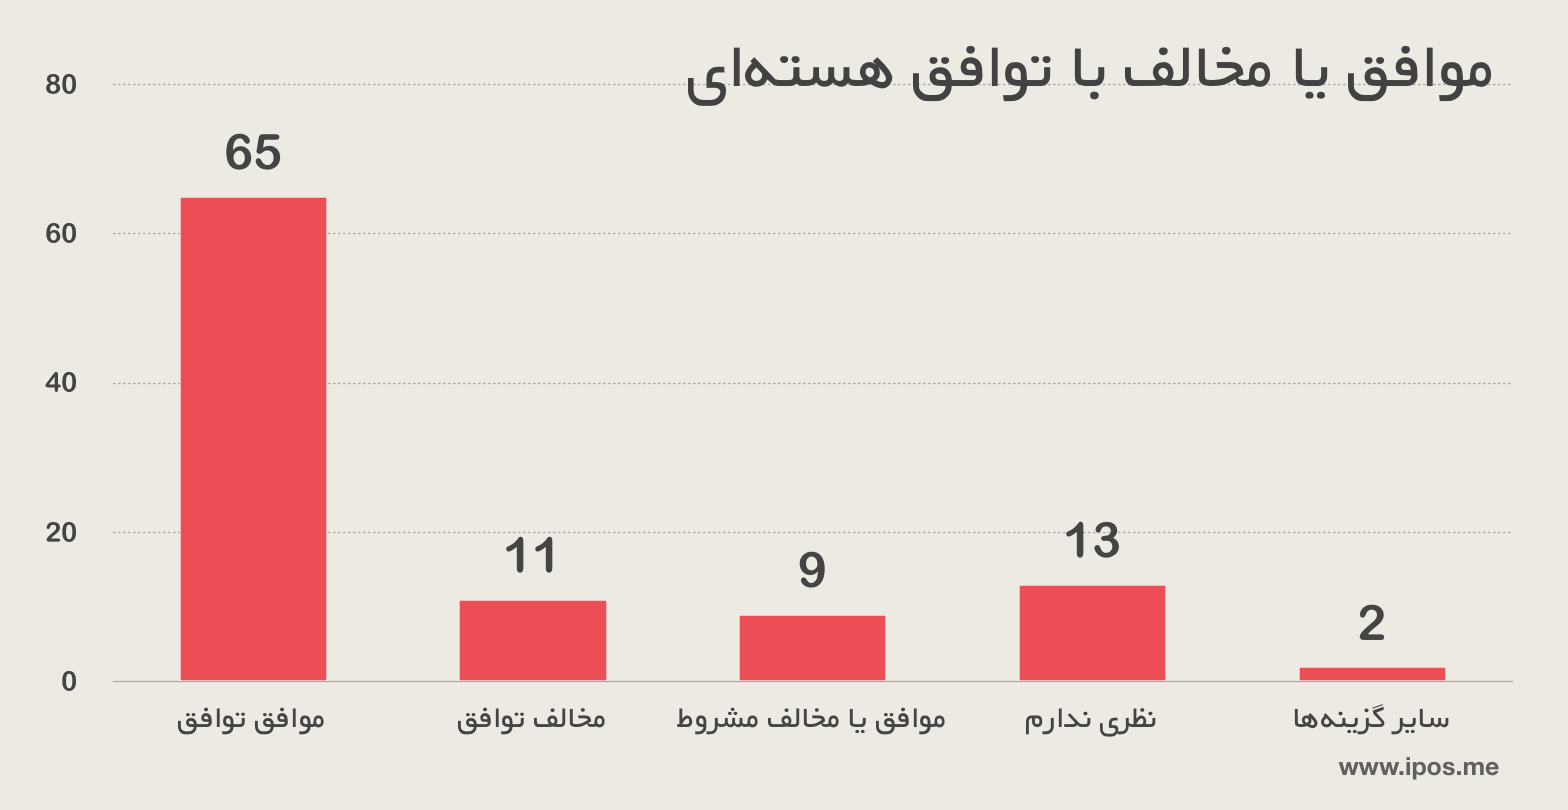 موافق یا مخالف با توافق هسته‌ای
80
60
40
20
0
65
11
9
13
2
موافق توافق
مخالف توافق
موافق یا مخالف مشروط
نظری ندارم
سایر گزینه‌ها
www.ipos.me